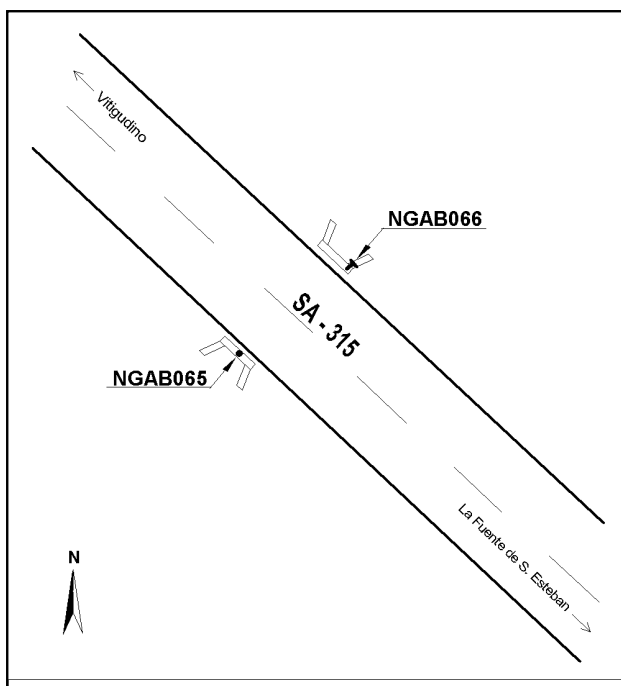 Vitigudino
NGAB066
SA - 315
NGAB065
La Fuente de S. Esteban
N